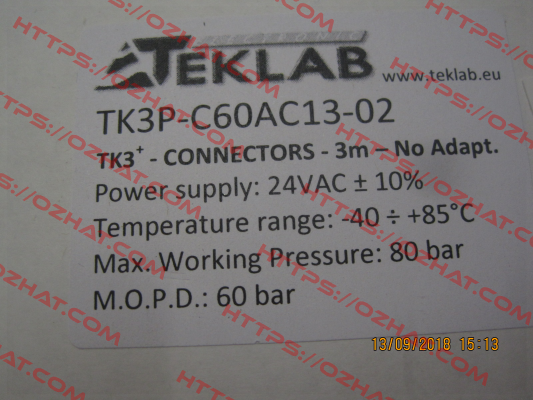 ELECTRONIC
TEKLAB
www.teklab.eu
TK3P-C60AC13-02
TK3+ - CONNECTORS - 3m – No Adapt.
Power supply: 24VAC ± 10%
Temperature range: -40 ÷ +85°C
Max. Working Pressure: 80 bar
M.O.P.D.: 60 bar
13/09/2018 15:13
HTTPS://OZHAT.COM